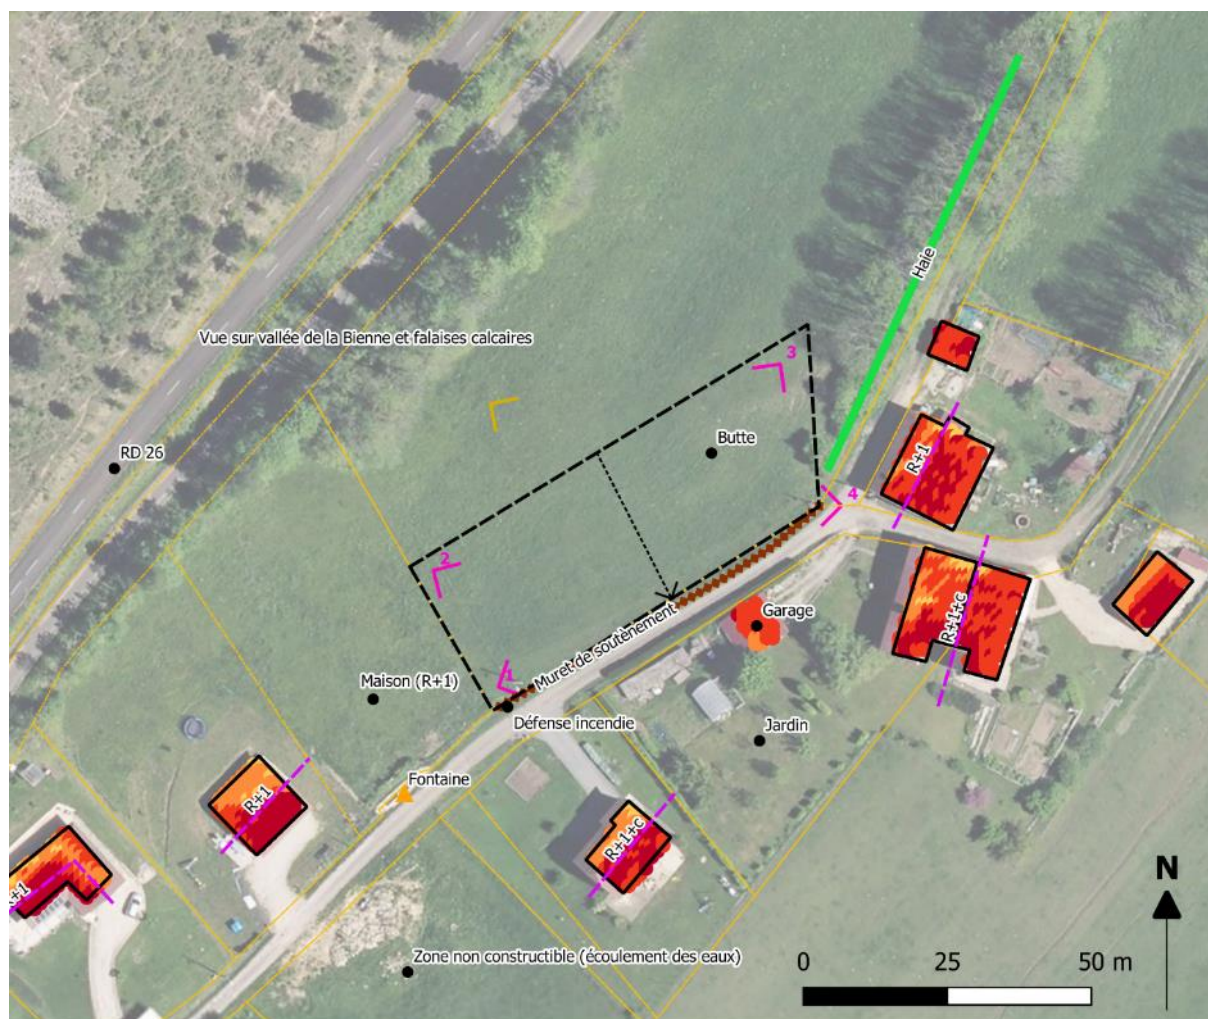 Haie
Vue sur vallée de la Bienne et falaises calcaires
3
RD 26
Butte
R+1
4
2
Garage
R+1+c
Muret de soutènement
1
Maison (R+1)
Défense incendie
Jardin
Fontaine
R+1
R+1+c
R+1
N
Zone non constructible (écoulement des eaux)
0 25 50 m